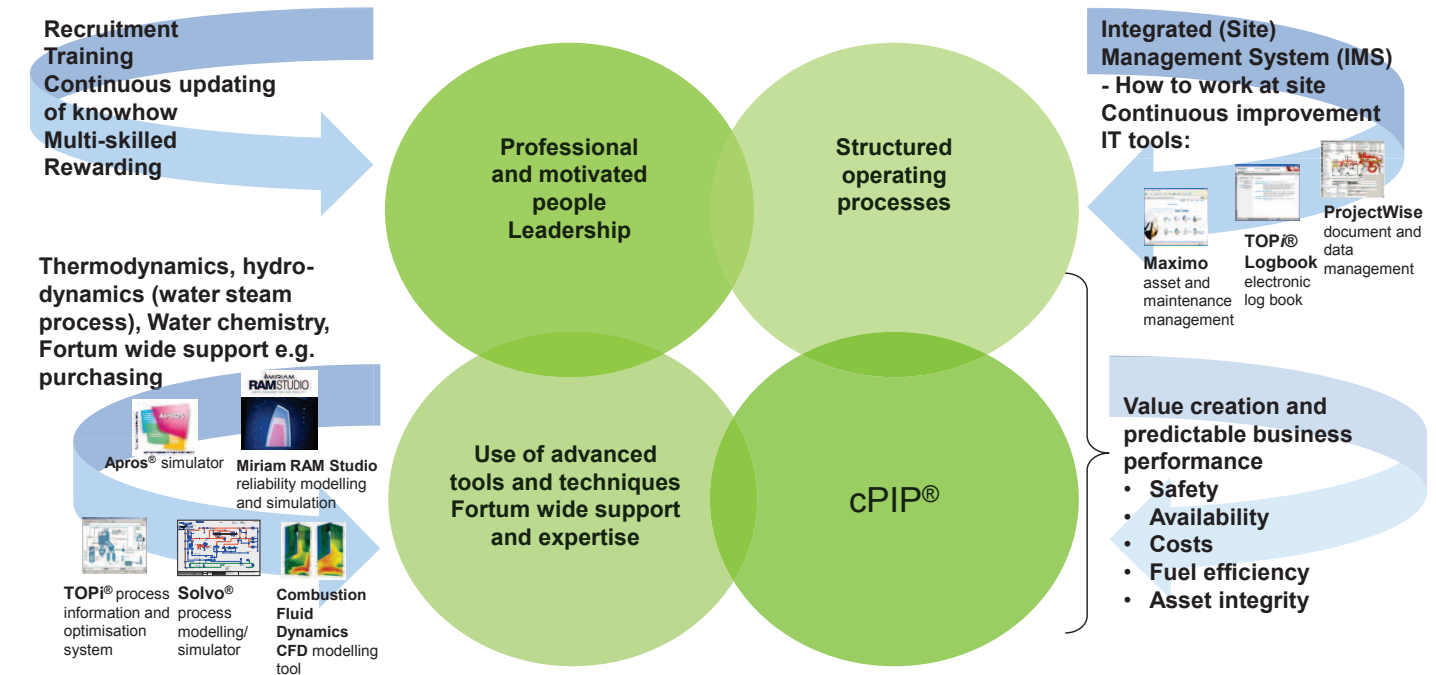 Recruitment
Training
Continuous updating
of knowhow
Multi-skilled
Rewarding
Professional
and motivated
people
Leadership
Structured
operating
processes
Integrated (Site)
Management System (IMS)
- How to work at site
Continuous improvement
IT tools:
Maximo
asset and
maintenance
management
TOPi®
Logbook
electronic
log book
ProjectWise
document and
data
management
Thermodynamics, hydro-
dynamics (water steam
process), Water chemistry,
Fortum wide support e.g.
purchasing
APROS
Apros® simulator
MIRIAM
RAMSTUDIO
Miriam RAM Studio
reliability modelling
and simulation
TOPi® process
information and
optimisation
system
Solvo®
process
modelling/
simulator
Combustion
Fluid
Dynamics
CFD modelling
tool
Use of advanced
tools and techniques
Fortum wide support
and expertise
cPIP®
Value creation and
predictable business
performance
• Safety
• Availability
• Costs
• Fuel efficiency
• Asset integrity